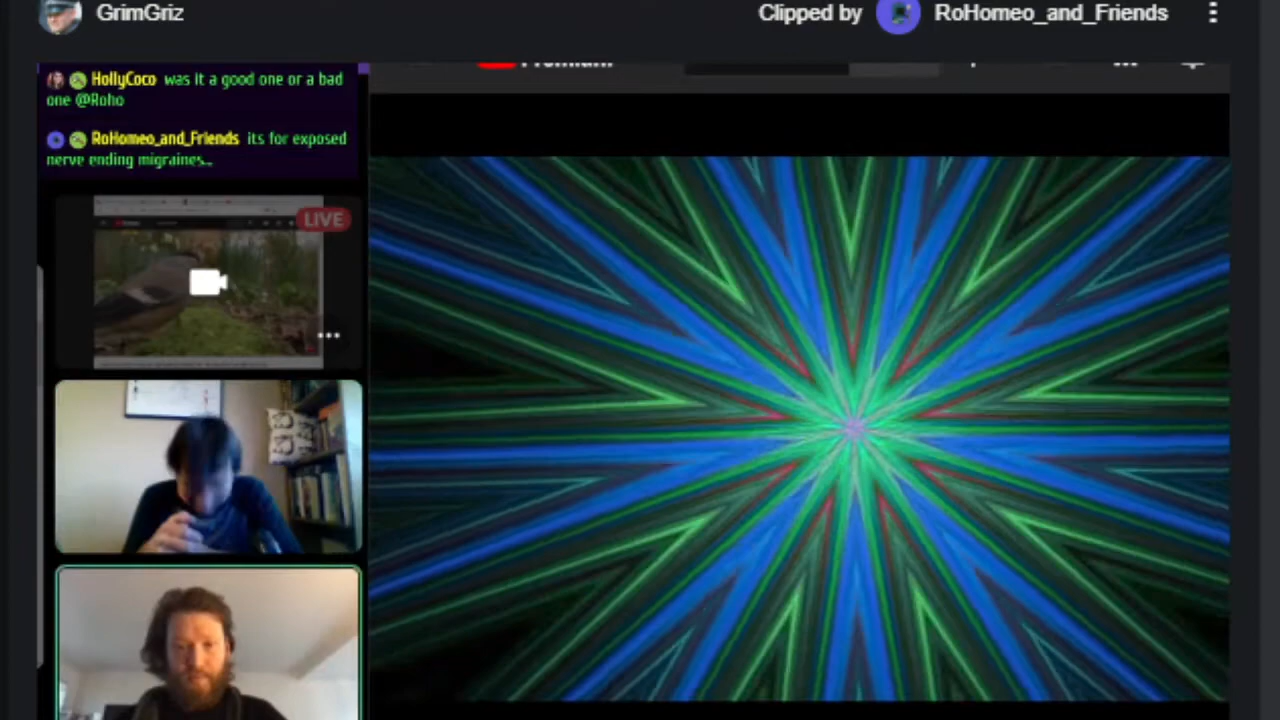 GrimGriz
Clipped by RoHomeo_and_Friends
HollyCoco was it a good one or a bad
one @Roho
RoHomeo_and_Friends its for exposed
nerve ending migraines...
Premium
LIVE